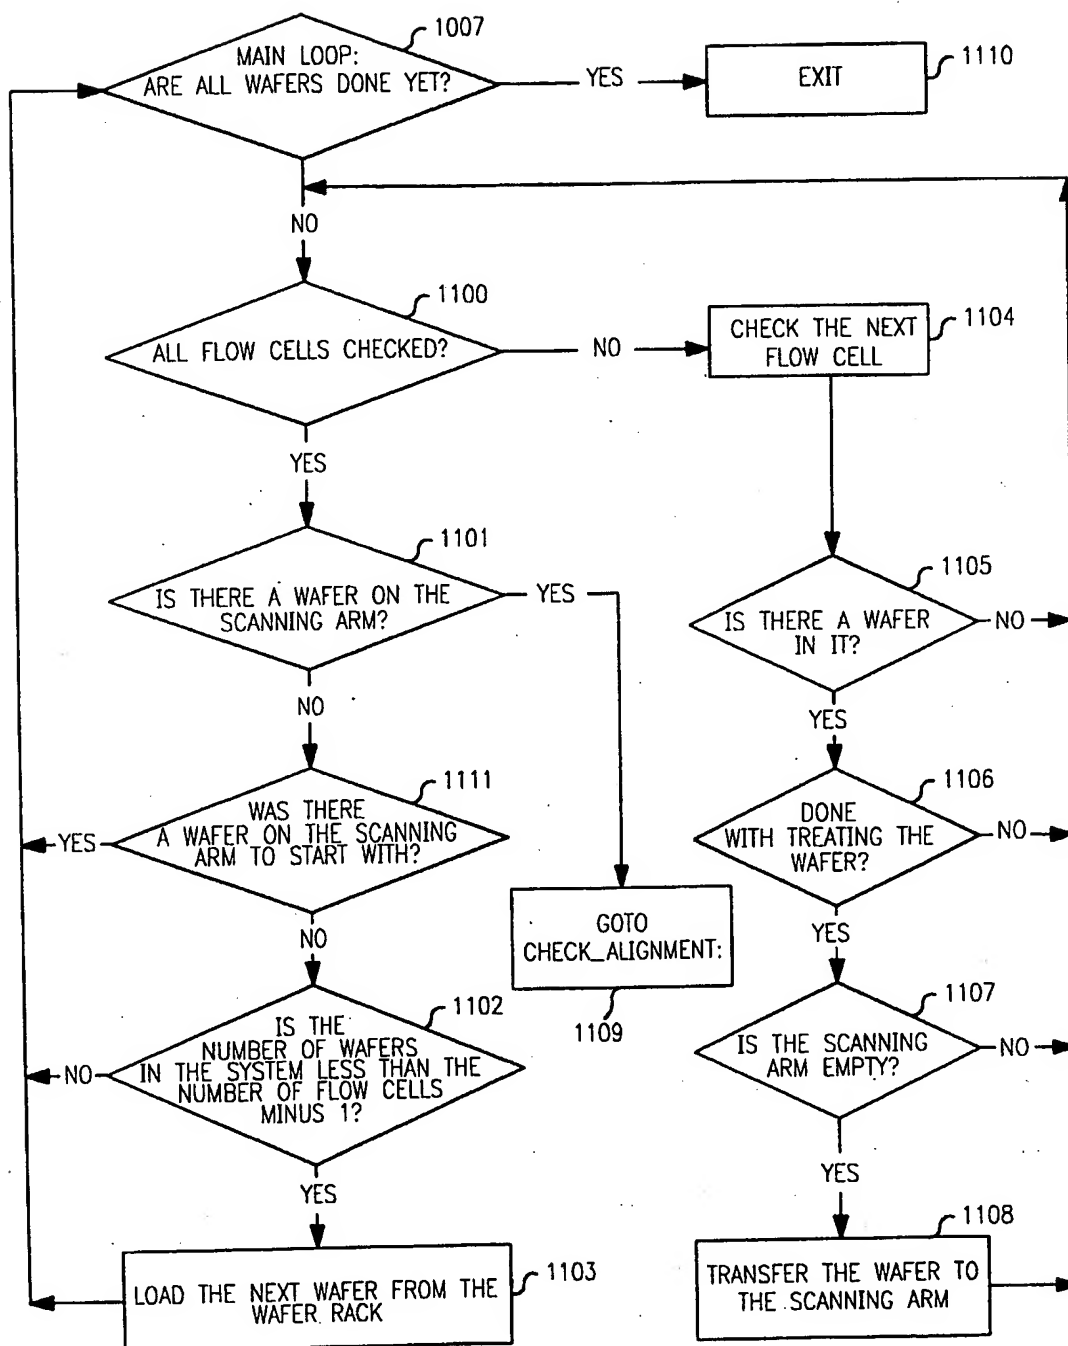 1007
MAIN LOOP:
ARE ALL WAFERS DONE YET?
YES
EXIT
1110
NO
1100
ALL FLOW CELLS CHECKED?
NO
CHECK THE NEXT
FLOW CELL
1104
YES
1101
IS THERE A WAFER ON THE
SCANNING ARM?
YES
1105
IS THERE A WAFER
IN IT?
NO
NO
YES
1111
WAS THERE
A WAFER ON THE SCANNING
ARM TO START WITH?
YES
1106
DONE
WITH TREATING THE
WAFER?
NO
GOTO
CHECK_ALIGNMENT:
1109
NO
YES
1102
IS THE
NUMBER OF WAFERS
IN THE SYSTEM LESS THAN THE
NUMBER OF FLOW CELLS
MINUS 1?
NO
1107
IS THE SCANNING
ARM EMPTY?
NO
YES
YES
1103
LOAD THE NEXT WAFER FROM THE
WAFER RACK
1108
TRANSFER THE WAFER TO
THE SCANNING ARM